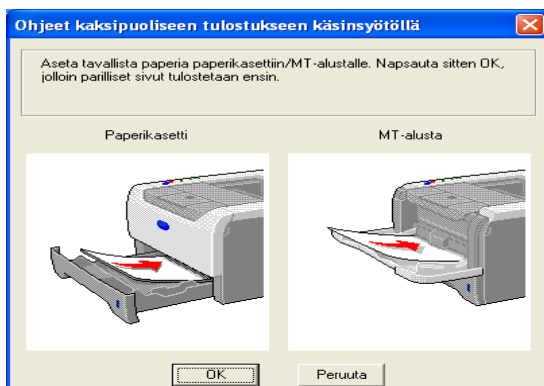 Ohjeet kaksipuoliseen tulostukseen käsinsyötöllä
Aseta tavallista paperia paperikasettiin/MT-alustalle. Napsauta sitten OK,
jolloin parilliset sivut tulostetaan ensin.
Paperikasetti
MT-alusta
OK
Peruuta